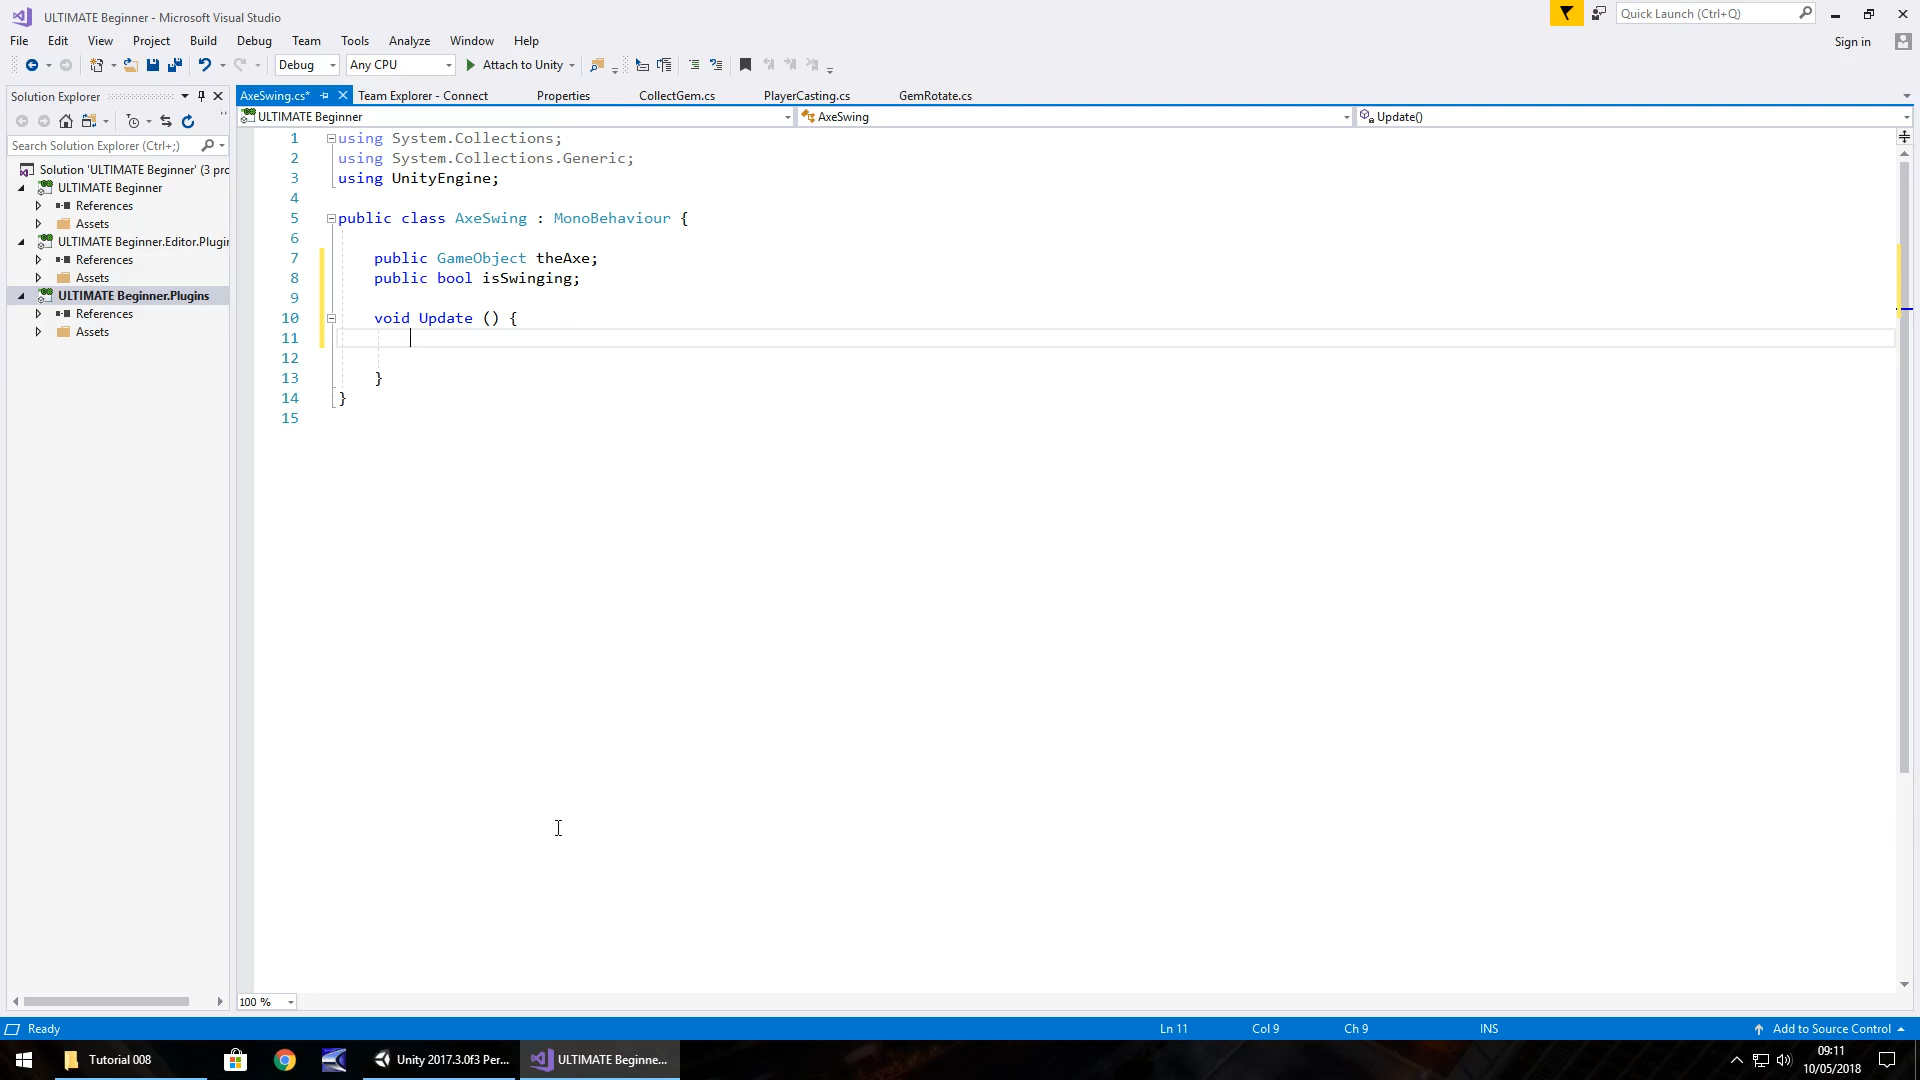 ULTIMATE Beginner - Microsoft Visual Studio
Quick Launch (Ctrl+Q)
File Edit View Project Build Debug Team Tools Analyze Window Help
Sign in
Debug Any CPU Attach to Unity
Solution Explorer
AxeSwing.cs* Team Explorer - Connect Properties CollectGem.cs PlayerCasting.cs GemRotate.cs
ULTIMATE Beginner AxeSwing Update()
Search Solution Explorer (Ctrl+;)
Solution 'ULTIMATE Beginner' (3 pro
ULTIMATE Beginner
References
Assets
ULTIMATE Beginner.Editor.Plugin
References
Assets
ULTIMATE Beginner.Plugins
References
Assets
1 using System.Collections;
2 using System.Collections.Generic;
3 using UnityEngine;
4
5 public class AxeSwing : MonoBehaviour {
6
7 public GameObject theAxe;
8 public bool isSwinging;
9
10 void Update () {
11
12
13 }
14 }
15
100 %
Ready Ln 11 Col 9 Ch 9 INS Add to Source Control
Tutorial 008 Unity 2017.3.0f3 Per... ULTIMATE Beginne...
09:11
10/05/2018